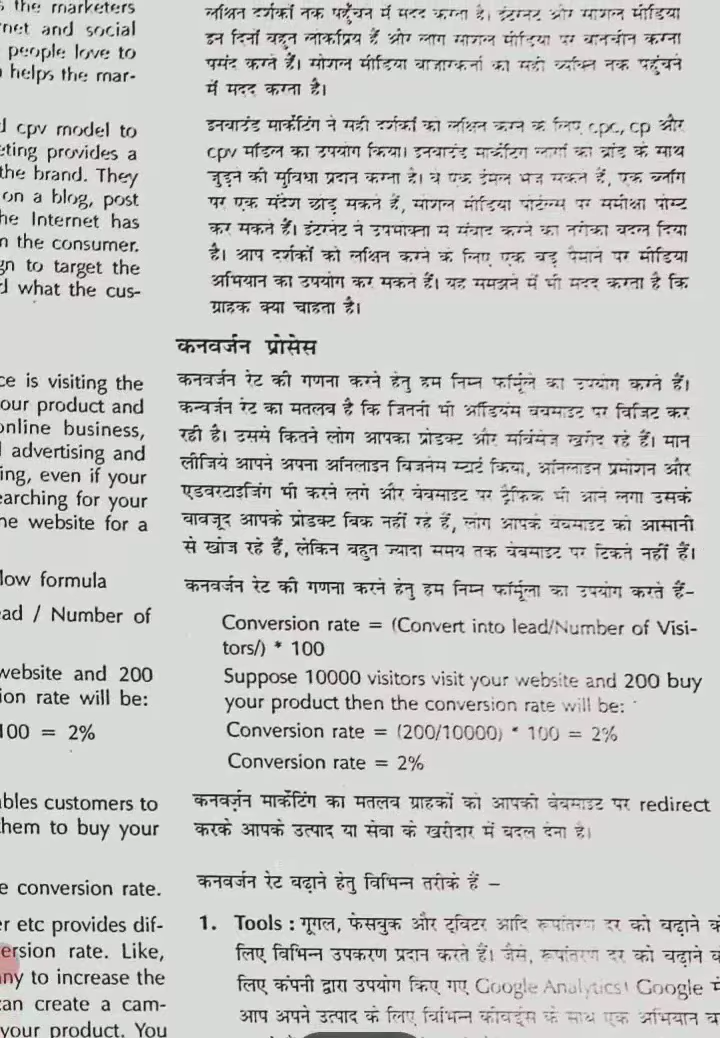 the marketers
net and social
people love to
helps the mar-
cpv model to
eting provides a
the brand. They
on a blog, post
he Internet has
n the consumer.
gn to target the
d what the cus-
ce is visiting the
our product and
online business,
advertising and
ing, even if your
earching for your
ne website for a
low formula
ead / Number of
website and 200
ion rate will be:
100 = 2%
ables customers to
them to buy your
e conversion rate.
er etc provides dif-
ersion rate. Like,
ny to increase the
can create a cam-
your product. You
लक्षित दर्शकों तक पहुँचने में मदद करता है। इंटरनेट और सोशल मीडिया
इन दिनों बहुत लोकप्रिय हैं और लोग सोशल मीडिया पर बातचीत करना
पसंद करते हैं। सोशल मीडिया बाजारकर्ता को सही व्यक्ति तक पहुंचने
में मदद करता है।
इनबाउंड मार्केटिंग ने सही दर्शकों को लक्षित करने के लिए cpc, cp और
cpv मॉडल का उपयोग किया। इनबाउंड मार्केटिंग लोगों को ब्रांड के साथ
जुड़ने की सुविधा प्रदान करता है। वे एक ईमेल भेज सकते हैं, एक ब्लॉग
पर एक संदेश छोड़ सकते हैं, सोशल मीडिया पोर्टल्स पर समीक्षा पोस्ट
कर सकते हैं। इंटरनेट ने उपभोक्ता से संवाद करने का तरीका बदल दिया
है। आप दर्शकों को लक्षित करने के लिए एक बड़े पैमाने पर मीडिया
अभियान का उपयोग कर सकते हैं। यह समझने में भी मदद करता है कि
ग्राहक क्या चाहता है।
कनवर्जन प्रोसेस
कनवर्जन रेट की गणना करने हेतु हम निम्न फॉर्मूले का उपयोग करते हैं।
कन्वर्जन रेट का मतलब है कि जितनी भी ऑडियंस वेबसाइट पर विजिट कर
रही है। उससे कितने लोग आपका प्रोडक्ट और सर्विसेज खरीद रहे हैं। मान
लीजिये आपने अपना ऑनलाइन बिजनेस स्टार्ट किया, ऑनलाइन प्रमोशन और
एडवरटाइजिंग भी करने लगे और वेबसाइट पर ट्रैफिक भी आने लगा उसके
बावजूद आपके प्रोडक्ट बिक नहीं रहे हैं, लोग आपके वेबसाइट को आसानी
से खोज रहे हैं, लेकिन बहुत ज्यादा समय तक वेबसाइट पर टिकते नहीं हैं।
कनवर्जन रेट की गणना करने हेतु हम निम्न फॉर्मूला का उपयोग करते हैं–
Conversion rate = (Convert into lead/Number of Visi-
tors/) * 100
Suppose 10000 visitors visit your website and 200 buy
your product then the conversion rate will be:
Conversion rate = (200/10000) * 100 = 2%
Conversion rate = 2%
कनवर्ज़न मार्केटिंग का मतलब ग्राहकों को आपकी वेबसाइट पर redirect
करके आपके उत्पाद या सेवा के खरीदार में बदल देना है।
कनवर्जन रेट बढ़ाने हेतु विभिन्न तरीके हैं –
1. Tools : गूगल, फेसबुक और ट्विटर आदि रूपांतरण दर को बढ़ाने के
लिए विभिन्न उपकरण प्रदान करते हैं। जैसे, रूपांतरण दर को बढ़ाने
लिए कंपनी द्वारा उपयोग किए गए Google Analytics। Google में
आप अपने उत्पाद के लिए विभिन्न कीवर्ड्स के साथ एक अभियान